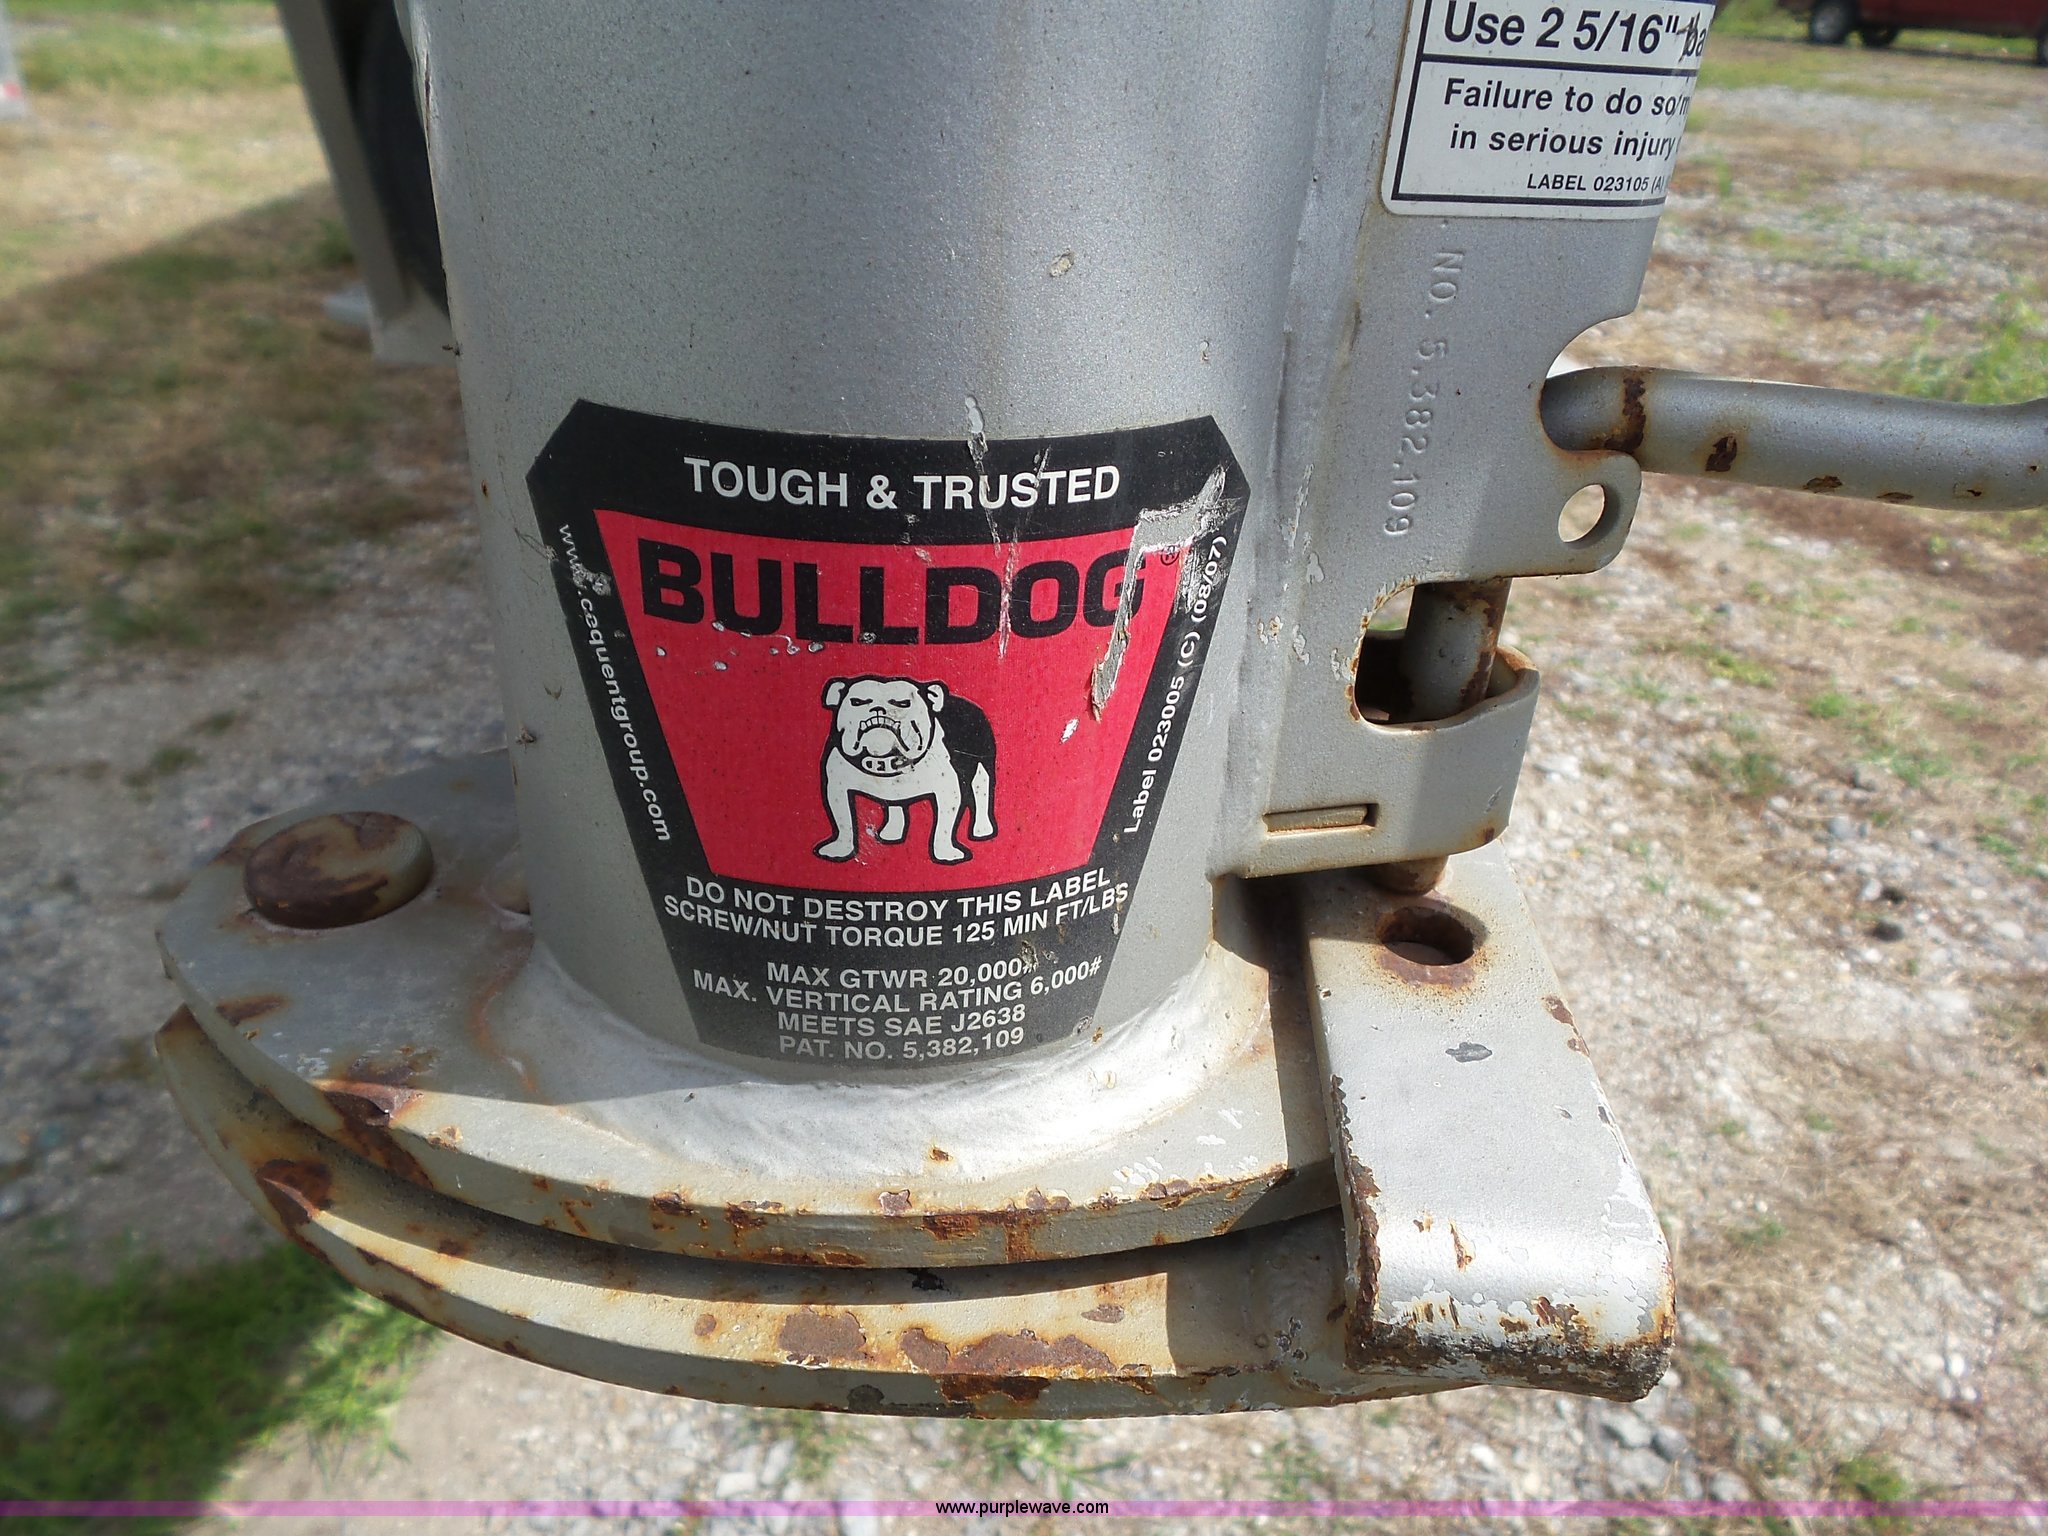 Use 2 5/16"
Failure to do so
in serious injury
LABEL 023105 (A)
NO. 5,382,109
TOUGH & TRUSTED
BULLDOG®
www.cequentgroup.com
Label 023005 (C) (08/07)
DO NOT DESTROY THIS LABEL
SCREW/NUT TORQUE 125 MIN FT/LBS
MAX GTWR 20,000#
MAX. VERTICAL RATING 6,000#
MEETS SAE J2638
PAT. NO. 5,382,109
www.purplewave.com